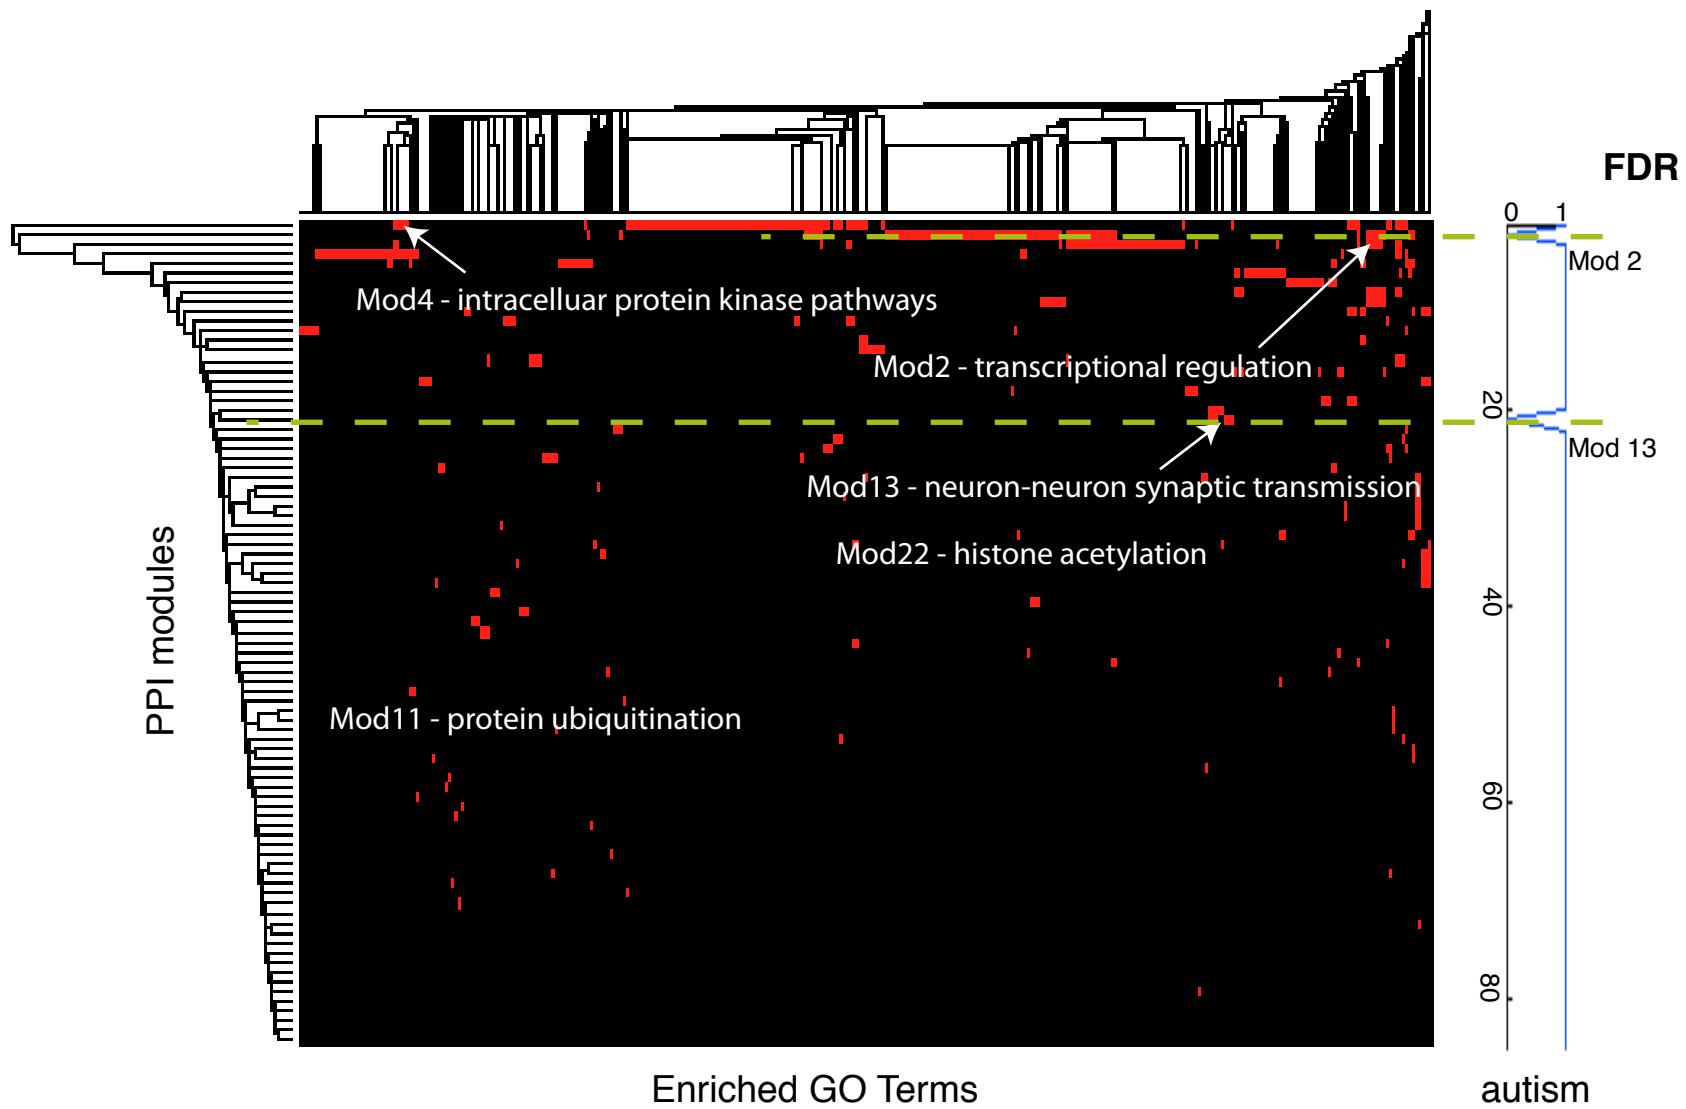 FDR
0 1
Mod 2
Mod4 - intracelluar protein kinase pathways
Mod2 - transcriptional regulation
20
Mod 13
Mod13 - neuron-neuron synaptic transmission
Mod22 - histone acetylation
40
PPI modules
Mod11 - protein ubiquitination
60
80
Enriched GO Terms
autism